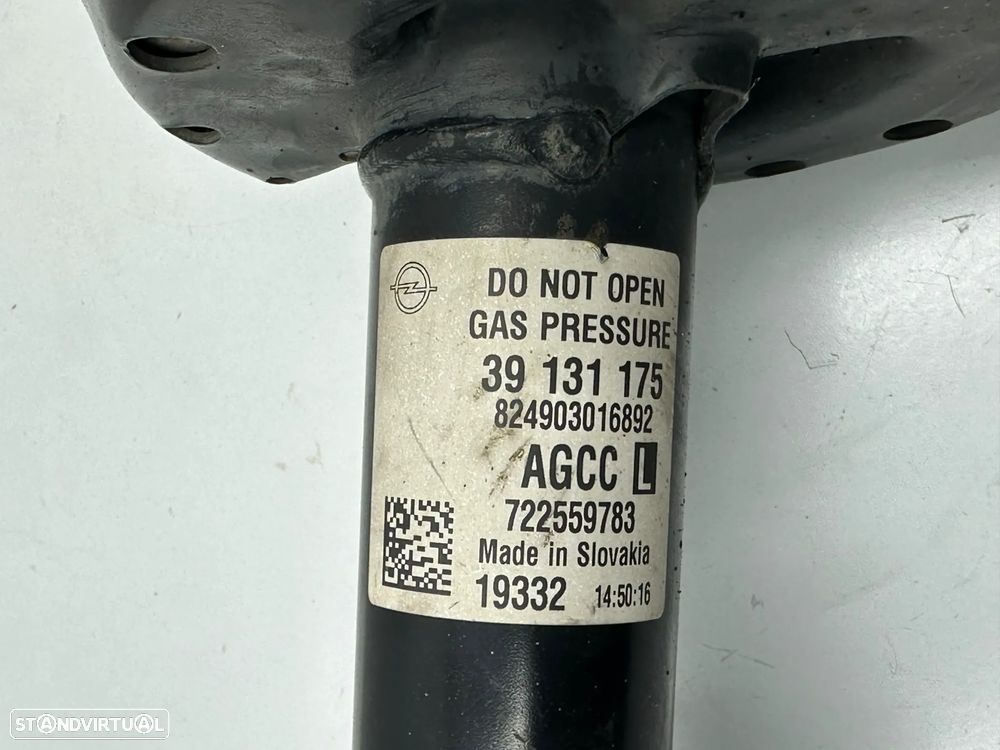 DO NOT OPEN
GAS PRESSURE
39 131 175
824903016892
AGCC L
722559783
Made in Slovakia
19332 14:50:16
STANDVIRTUAL